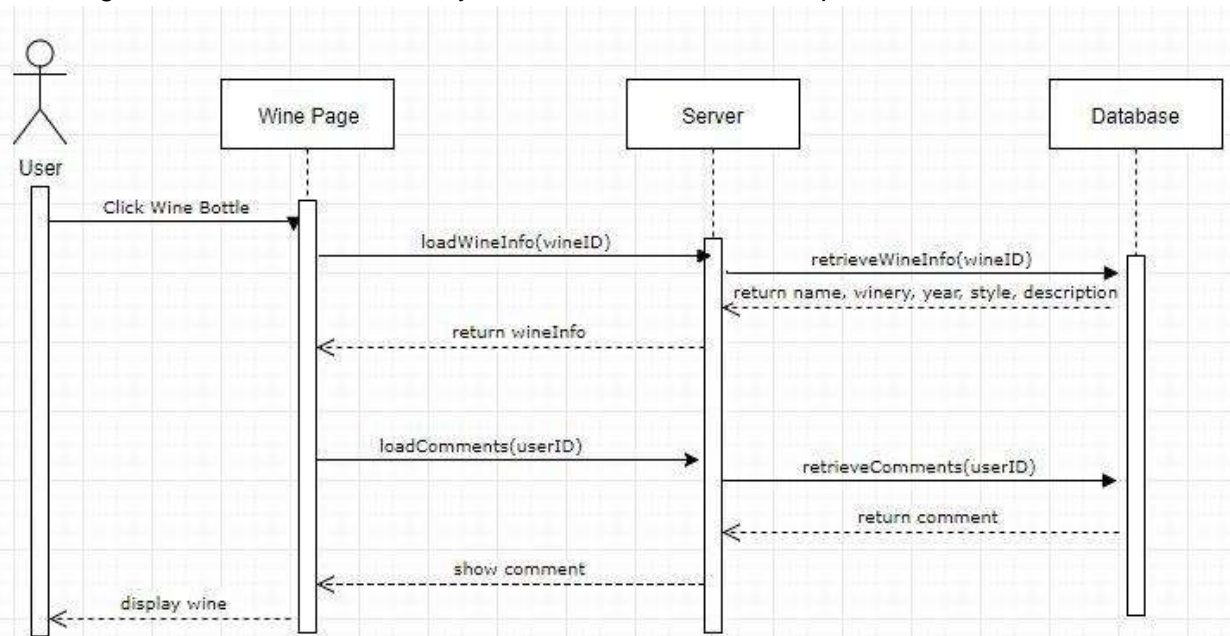 Wine Page
Server
Database
User
Click Wine Bottle
loadWineInfo(wineID)
retrieveWineInfo(wineID)
return name, winery, year, style, description
return wineInfo
loadComments(userID)
retrieveComments(userID)
return comment
show comment
display wine